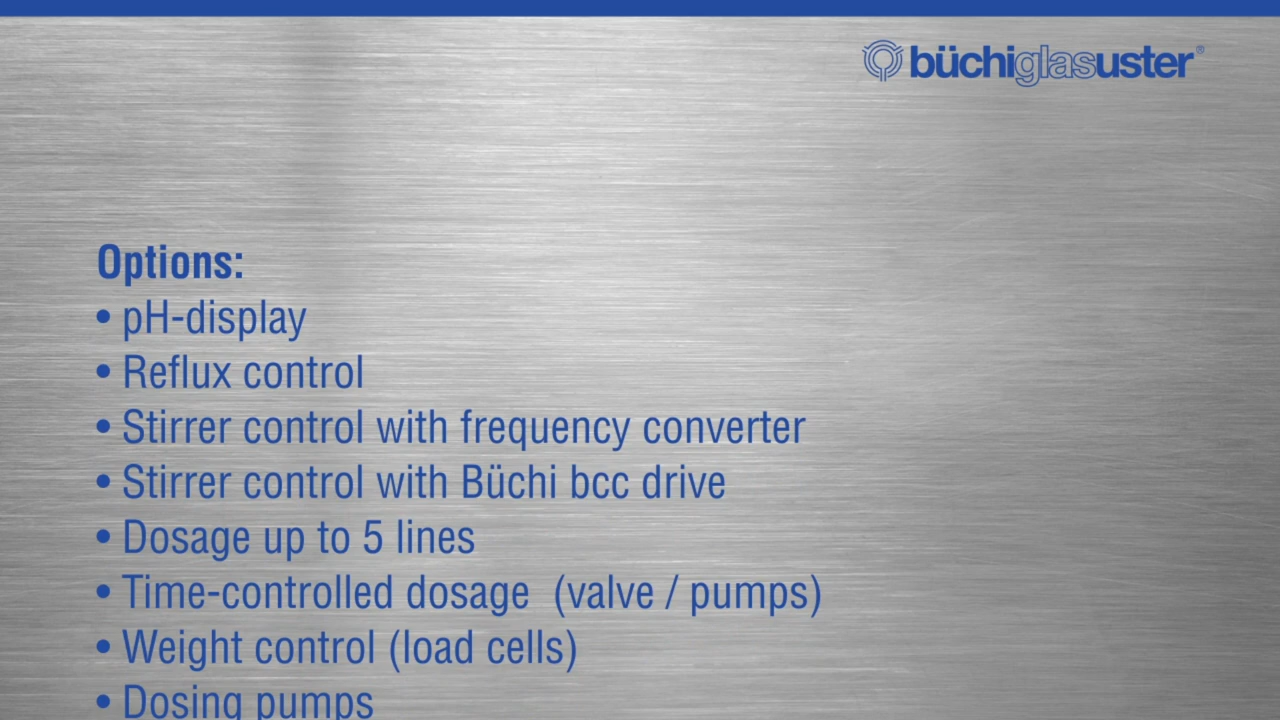 büchiglasuster®
Options:
• pH-display
• Reflux control
• Stirrer control with frequency converter
• Stirrer control with Büchi bcc drive
• Dosage up to 5 lines
• Time-controlled dosage  (valve / pumps)
• Weight control (load cells)
• Dosing pumps